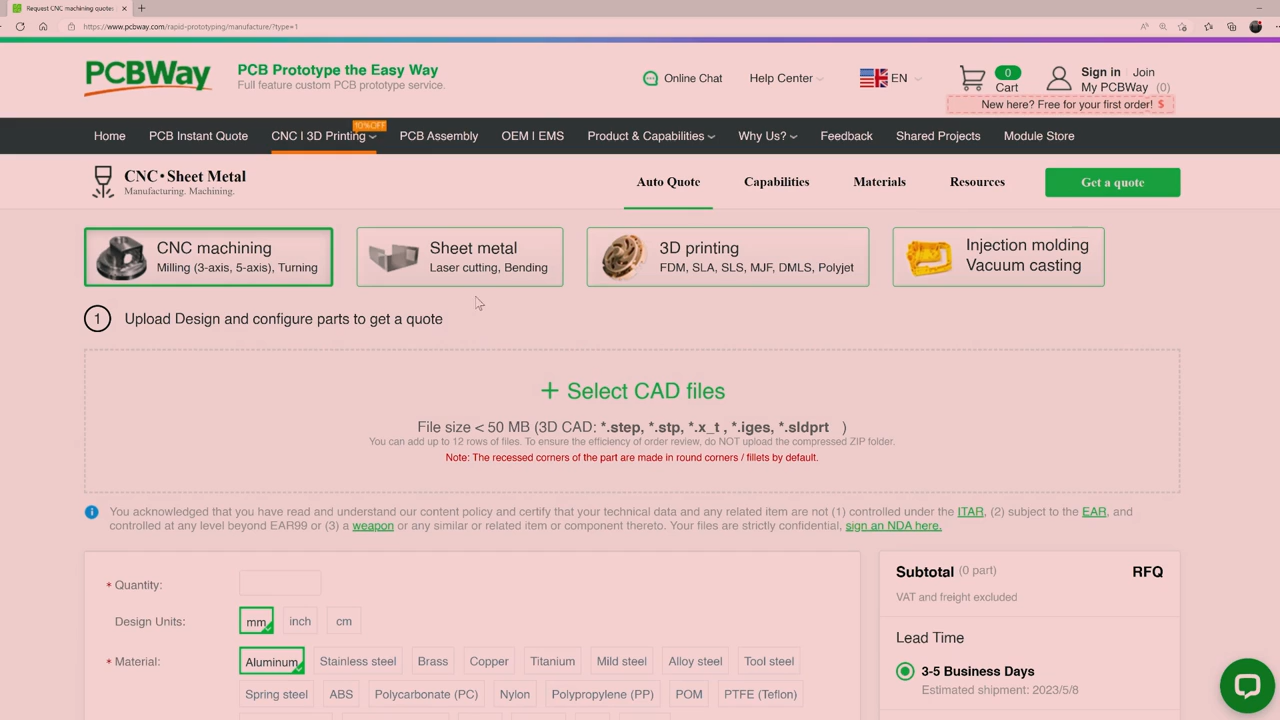 Request CNC machining quotes
https://www.pcbway.com/rapid-prototyping/manufacture/?type=1
PCBWay
PCB Prototype the Easy Way
Full feature custom PCB prototype service.
Online Chat
Help Center
EN
0
Cart
Sign in | Join
My PCBWay (0)
New here? Free for your first order! $
10%OFF
Home
PCB Instant Quote
CNC | 3D Printing
PCB Assembly
OEM | EMS
Product & Capabilities
Why Us?
Feedback
Shared Projects
Module Store
CNC•Sheet Metal
Manufacturing. Machining.
Auto Quote
Capabilities
Materials
Resources
Get a quote
CNC machining
Milling (3-axis, 5-axis), Turning
Sheet metal
Laser cutting, Bending
3D printing
FDM, SLA, SLS, MJF, DMLS, Polyjet
Injection molding
Vacuum casting
1 Upload Design and configure parts to get a quote
+ Select CAD files
File size < 50 MB (3D CAD: *.step, *.stp, *.x_t , *.iges, *.sldprt )
You can add up to 12 rows of files. To ensure the efficiency of order review, do NOT upload the compressed ZIP folder.
Note: The recessed corners of the part are made in round corners / fillets by default.
You acknowledged that you have read and understand our content policy and certify that your technical data and any related item are not (1) controlled under the ITAR, (2) subject to the EAR, and
controlled at any level beyond EAR99 or (3) a weapon or any similar or related item or component thereto. Your files are strictly confidential, sign an NDA here.
* Quantity:
Design Units: mm inch cm
* Material: Aluminum Stainless steel Brass Copper Titanium Mild steel Alloy steel Tool steel
Spring steel ABS Polycarbonate (PC) Nylon Polypropylene (PP) POM PTFE (Teflon)
Subtotal (0 part) RFQ
VAT and freight excluded
Lead Time
3-5 Business Days
Estimated shipment: 2023/5/8